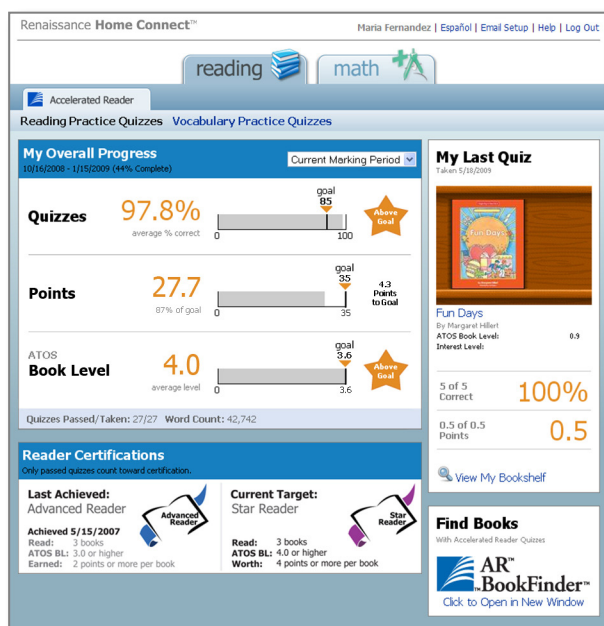 Renaissance Home Connect™
Maria Fernandez | Español | Email Setup | Help | Log Out
reading
math
Accelerated Reader
Reading Practice Quizzes Vocabulary Practice Quizzes
My Overall Progress
10/16/2008 - 1/15/2009 (44% Complete)
Current Marking Period
Quizzes
97.8%
average % correct
goal
85
0
100
Above
Goal
Points
27.7
87% of goal
goal
35
0
35
4.3
Points
to Goal
ATOS
Book Level
4.0
average level
goal
3.6
0
3.6
Above
Goal
Quizzes Passed/Taken: 27/27 Word Count: 42,742
Reader Certifications
Only passed quizzes count toward certification.
Last Achieved:
Advanced Reader
Advanced
Reader
Achieved 5/15/2007
Read: 3 books
ATOS BL: 3.0 or higher
Earned: 2 points or more per book
Current Target:
Star Reader
Star
Reader
Read: 3 books
ATOS BL: 4.0 or higher
Worth: 4 points or more per book
My Last Quiz
Taken 5/18/2009
Fun Days
Fun Days
By Margaret Hillert
ATOS Book Level: 0.9
Interest Level:
5 of 5
Correct
100%
0.5 of 0.5
Points
0.5
View My Bookshelf
Find Books
With Accelerated Reader Quizzes
AR™
BookFinder™
Click to Open in New Window